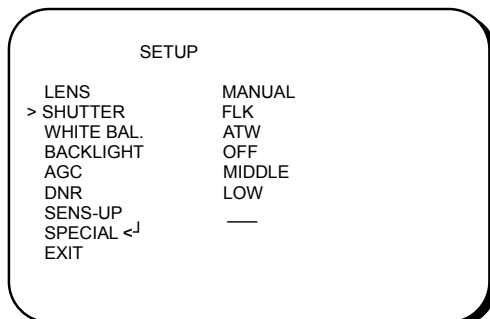 SETUP
LENS MANUAL
> SHUTTER FLK
WHITE BAL. ATW
BACKLIGHT OFF
AGC MIDDLE
DNR LOW
SENS-UP ___
SPECIAL <┘
EXIT